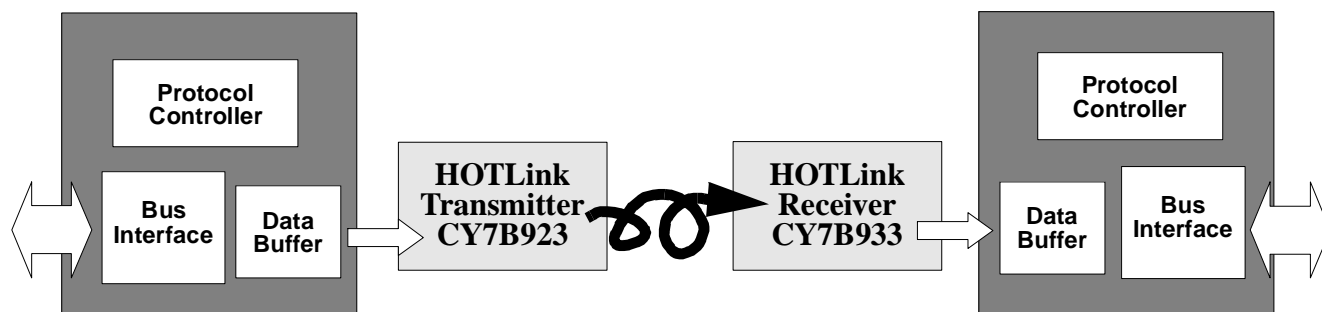 Protocol
Controller
Bus
Interface
Data
Buffer
HOTLink
Transmitter
CY7B923
HOTLink
Receiver
CY7B933
Protocol
Controller
Data
Buffer
Bus
Interface